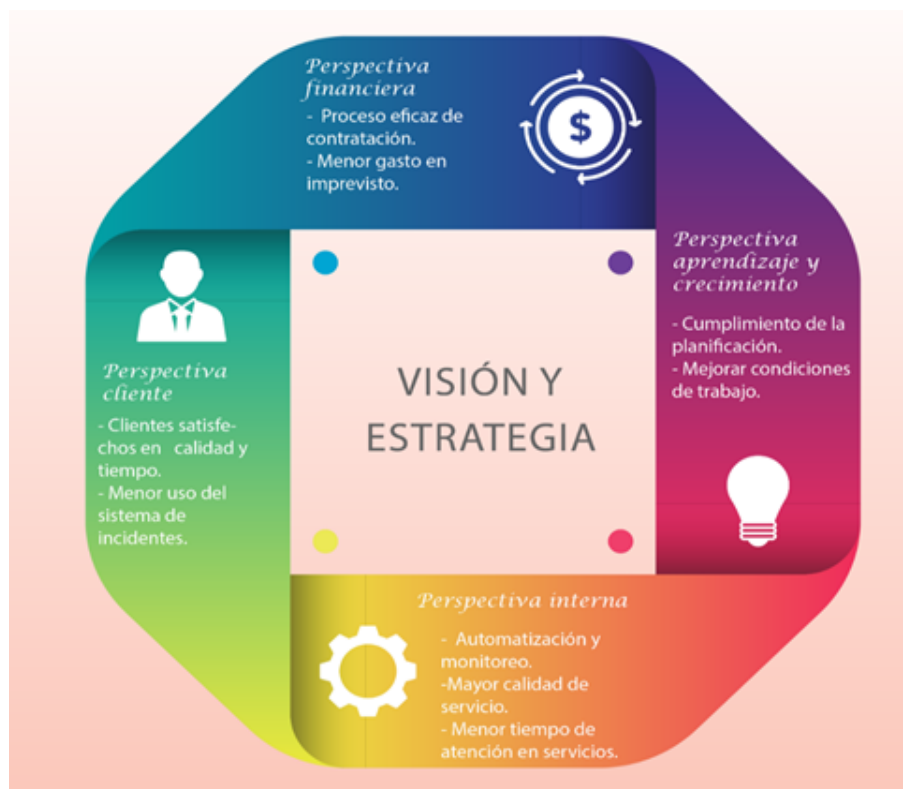 Perspectiva
financiera
- Proceso eficaz de
contratación.
- Menor gasto en
imprevisto.
$
Perspectiva
aprendizaje y
crecimiento
- Cumplimiento de la
planificación.
- Mejorar condiciones
de trabajo.
Perspectiva
cliente
- Clientes satisfe-
chos en calidad y
tiempo.
- Menor uso del
sistema de
incidentes.
VISIÓN Y
ESTRATEGIA
Perspectiva interna
- Automatización y
monitoreo.
-Mayor calidad de
servicio.
- Menor tiempo de
atención en servicios.